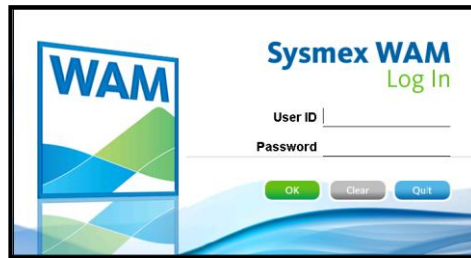 WAM
Sysmex WAM
Log In
User ID
Password
OK Clear Quit